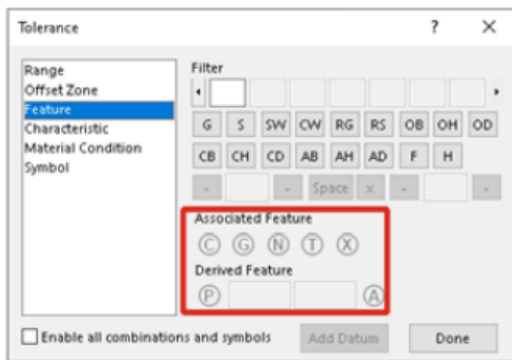 Tolerance ? ×
Range
Offset Zone
Feature
Characteristic
Material Condition
Symbol
Filter
G S SW CW RG RS OB OH OD
CB CH CD AB AH AD F H
- - Space x - -
Associated Feature
Ⓒ Ⓖ Ⓝ Ⓣ Ⓧ
Derived Feature
Ⓟ Ⓐ
Enable all combinations and symbols
Add Datum
Done